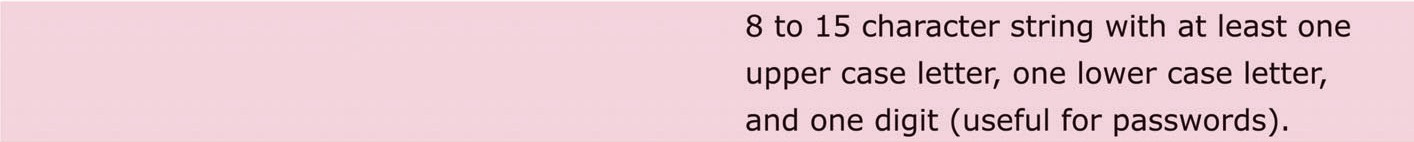 8 to 15 character string with at least one
upper case letter, one lower case letter,
and one digit (useful for passwords).